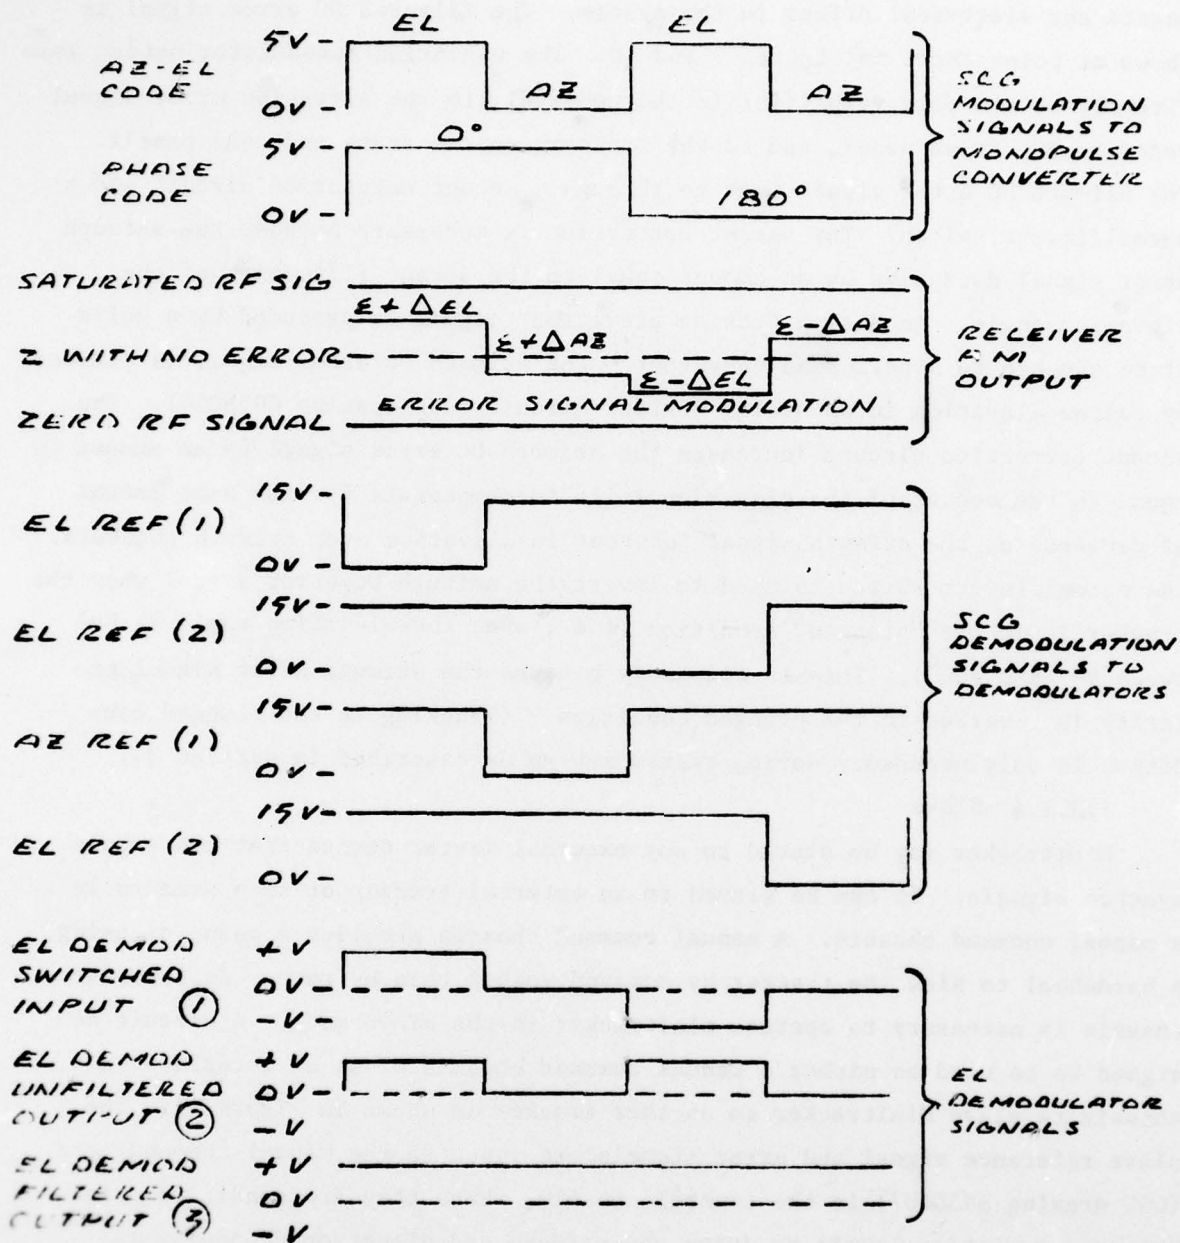 EL EL
5V-
AZ-EL CODE
AZ AZ
0V-
0°
5V-
PHASE CODE
180°
0V-
SCG
MODULATION
SIGNALS TO
MONOPULSE
CONVERTER
SATURATED RF SIG
Σ+ΔEL
Σ+ΔAZ
Σ-ΔAZ
Σ WITH NO ERROR
Σ-ΔEL
ERROR SIGNAL MODULATION
ZERO RF SIGNAL
RECEIVER
AM
OUTPUT
15V-
EL REF (1)
0V-
15V-
EL REF (2)
0V-
15V-
AZ REF (1)
0V-
15V-
EL REF (2)
0V-
SCG
DEMODULATION
SIGNALS TO
DEMODULATORS
EL DEMOD +V-
SWITCHED 0V-
INPUT ① -V-
EL DEMOD +V-
UNFILTERED 0V-
OUTPUT ② -V
EL DEMOD +V-
FILTERED 0V-
OUTPUT ③ -V-
EL
DEMODULATOR
SIGNALS